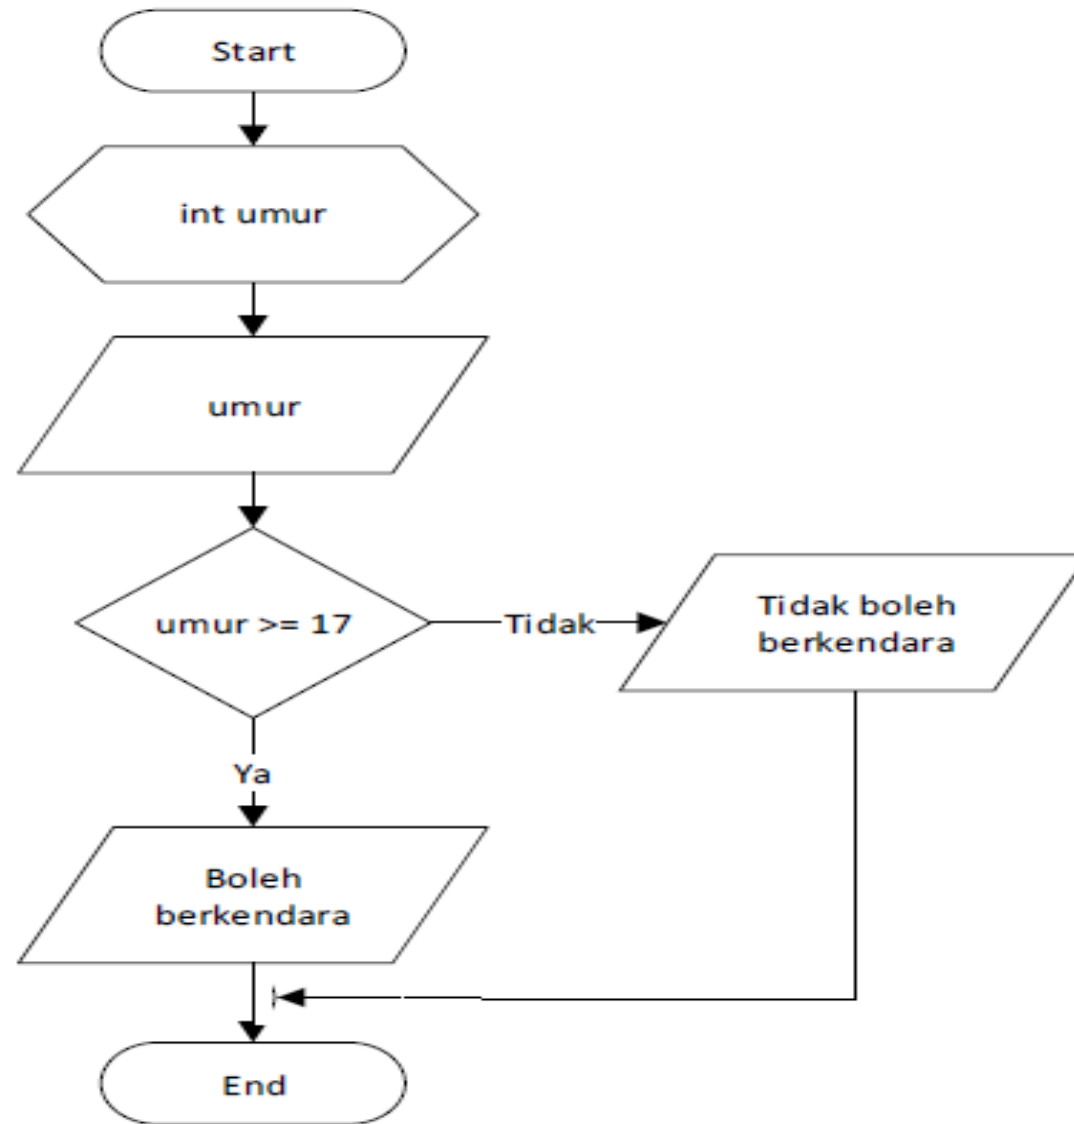 Start
int umur
umur
umur >= 17
Tidak
Tidak boleh
berkendara
Ya
Boleh
berkendara
End